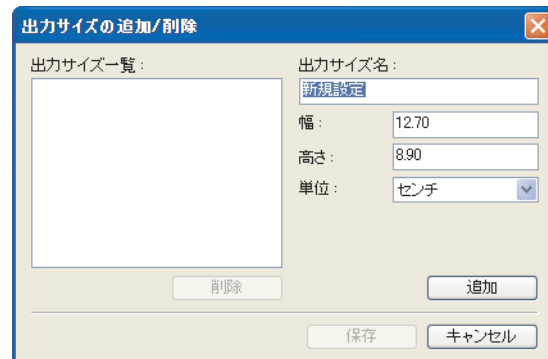 出力サイズの追加/削除
出力サイズ一覧:
出力サイズ名:
新規設定
幅: 12.70
高さ: 8.90
単位: センチ
削除 追加
保存 キャンセル